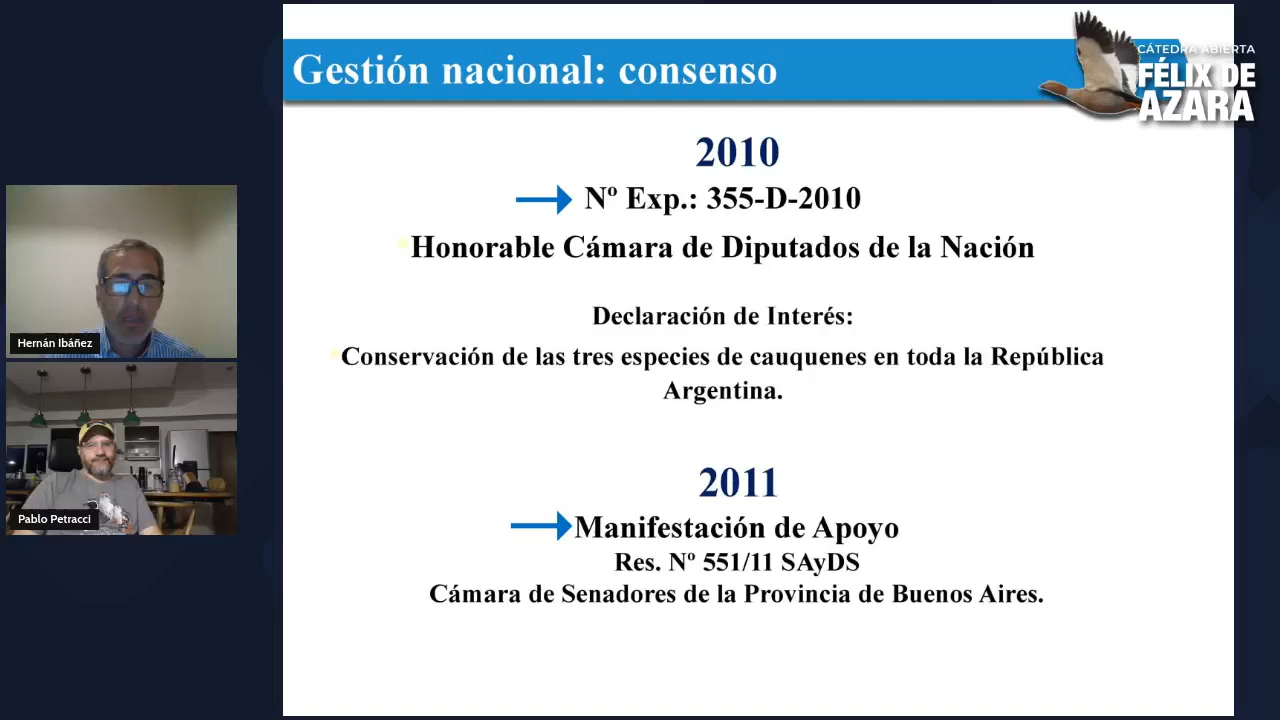 Gestión nacional: consenso
CÁTEDRA ABIERTA
FÉLIX DE
AZARA
2010
Nº Exp.: 355-D-2010
Honorable Cámara de Diputados de la Nación
Declaración de Interés:
Conservación de las tres especies de cauquenes en toda la República
Argentina.
2011
Manifestación de Apoyo
Res. Nº 551/11 SAyDS
Cámara de Senadores de la Provincia de Buenos Aires.
Hernán Ibáñez
Pablo Petracci